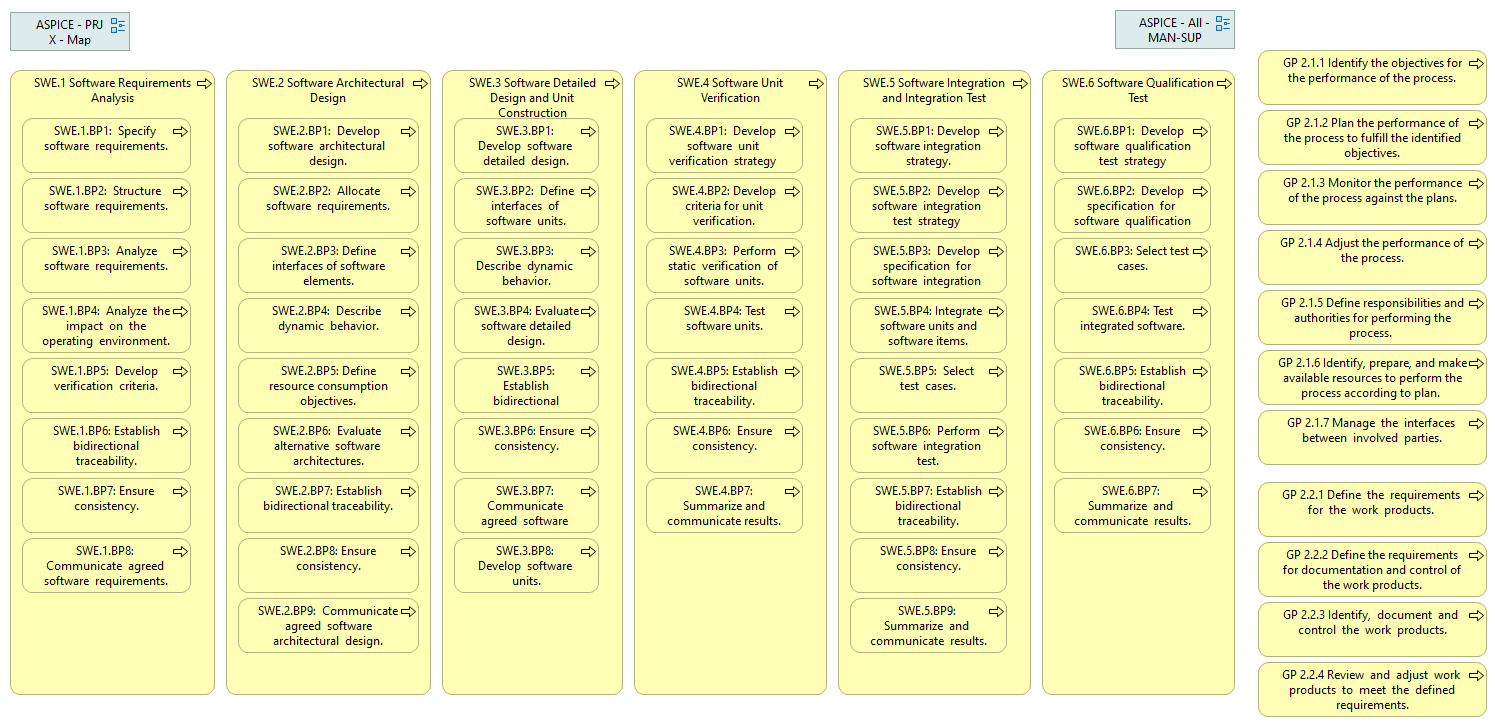 ASPICE - PRJ
X - Map
ASPICE - All -
MAN-SUP
SWE.1 Software Requirements
Analysis
SWE.1.BP1: Specify
software requirements.
SWE.1.BP2: Structure
software requirements.
SWE.1.BP3: Analyze
software requirements.
SWE.1.BP4: Analyze the
impact on the
operating environment.
SWE.1.BP5: Develop
verification criteria.
SWE.1.BP6: Establish
bidirectional
traceability.
SWE.1.BP7: Ensure
consistency.
SWE.1.BP8:
Communicate agreed
software requirements.
SWE.2 Software Architectural
Design
SWE.2.BP1: Develop
software architectural
design.
SWE.2.BP2: Allocate
software requirements.
SWE.2.BP3: Define
interfaces of software
elements.
SWE.2.BP4: Describe
dynamic behavior.
SWE.2.BP5: Define
resource consumption
objectives.
SWE.2.BP6: Evaluate
alternative software
architectures.
SWE.2.BP7: Establish
bidirectional traceability.
SWE.2.BP8: Ensure
consistency.
SWE.2.BP9: Communicate
agreed software
architectural design.
SWE.3 Software Detailed
Design and Unit
Construction
SWE.3.BP1:
Develop software
detailed design.
SWE.3.BP2: Define
interfaces of
software units.
SWE.3.BP3:
Describe dynamic
behavior.
SWE.3.BP4: Evaluate
software detailed
design.
SWE.3.BP5:
Establish
bidirectional
SWE.3.BP6: Ensure
consistency.
SWE.3.BP7:
Communicate
agreed software
SWE.3.BP8:
Develop software
units.
SWE.4 Software Unit
Verification
SWE.4.BP1: Develop
software unit
verification strategy
SWE.4.BP2: Develop
criteria for unit
verification.
SWE.4.BP3: Perform
static verification of
software units.
SWE.4.BP4: Test
software units.
SWE.4.BP5: Establish
bidirectional
traceability.
SWE.4.BP6: Ensure
consistency.
SWE.4.BP7:
Summarize and
communicate results.
SWE.5 Software Integration
and Integration Test
SWE.5.BP1: Develop
software integration
strategy.
SWE.5.BP2: Develop
software integration
test strategy
SWE.5.BP3: Develop
specification for
software integration
SWE.5.BP4: Integrate
software units and
software items.
SWE.5.BP5: Select
test cases.
SWE.5.BP6: Perform
software integration
test.
SWE.5.BP7: Establish
bidirectional
traceability.
SWE.5.BP8: Ensure
consistency.
SWE.5.BP9:
Summarize and
communicate results.
SWE.6 Software Qualification
Test
SWE.6.BP1: Develop
software qualification
test strategy
SWE.6.BP2: Develop
specification for
software qualification
SWE.6.BP3: Select test
cases.
SWE.6.BP4: Test
integrated software.
SWE.6.BP5: Establish
bidirectional
traceability.
SWE.6.BP6: Ensure
consistency.
SWE.6.BP7:
Summarize and
communicate results.
GP 2.1.1 Identify the objectives for
the performance of the process.
GP 2.1.2 Plan the performance of
the process to fulfill the identified
objectives.
GP 2.1.3 Monitor the performance
of the process against the plans.
GP 2.1.4 Adjust the performance of
the process.
GP 2.1.5 Define responsibilities and
authorities for performing the
process.
GP 2.1.6 Identify, prepare, and make
available resources to perform the
process according to plan.
GP 2.1.7 Manage the interfaces
between involved parties.
GP 2.2.1 Define the requirements
for the work products.
GP 2.2.2 Define the requirements
for documentation and control of
the work products.
GP 2.2.3 Identify, document and
control the work products.
GP 2.2.4 Review and adjust work
products to meet the defined
requirements.